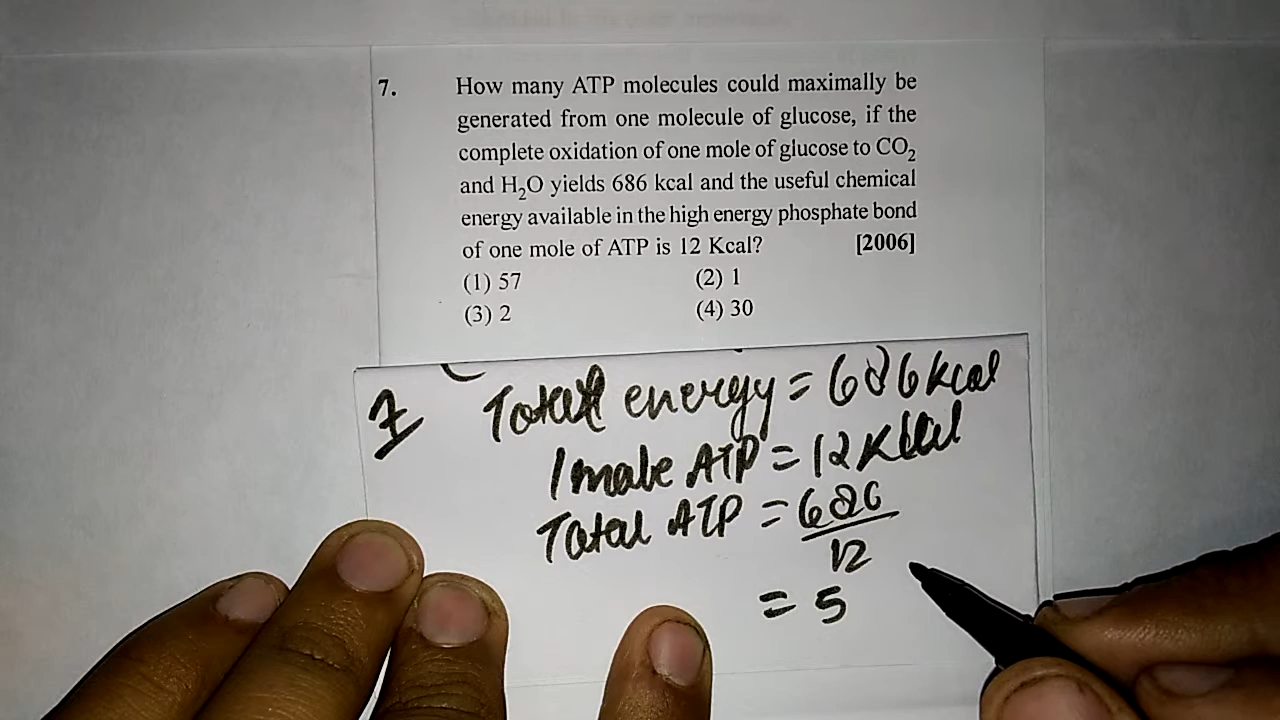 7. How many ATP molecules could maximally be
generated from one molecule of glucose, if the
complete oxidation of one mole of glucose to CO₂
and H₂O yields 686 kcal and the useful chemical
energy available in the high energy phosphate bond
of one mole of ATP is 12 Kcal? [2006]
(1) 57 (2) 1
(3) 2 (4) 30
7 Total energy = 686 kcal
1 mole ATP = 12 Kcal
Total ATP = 686
12
= 5